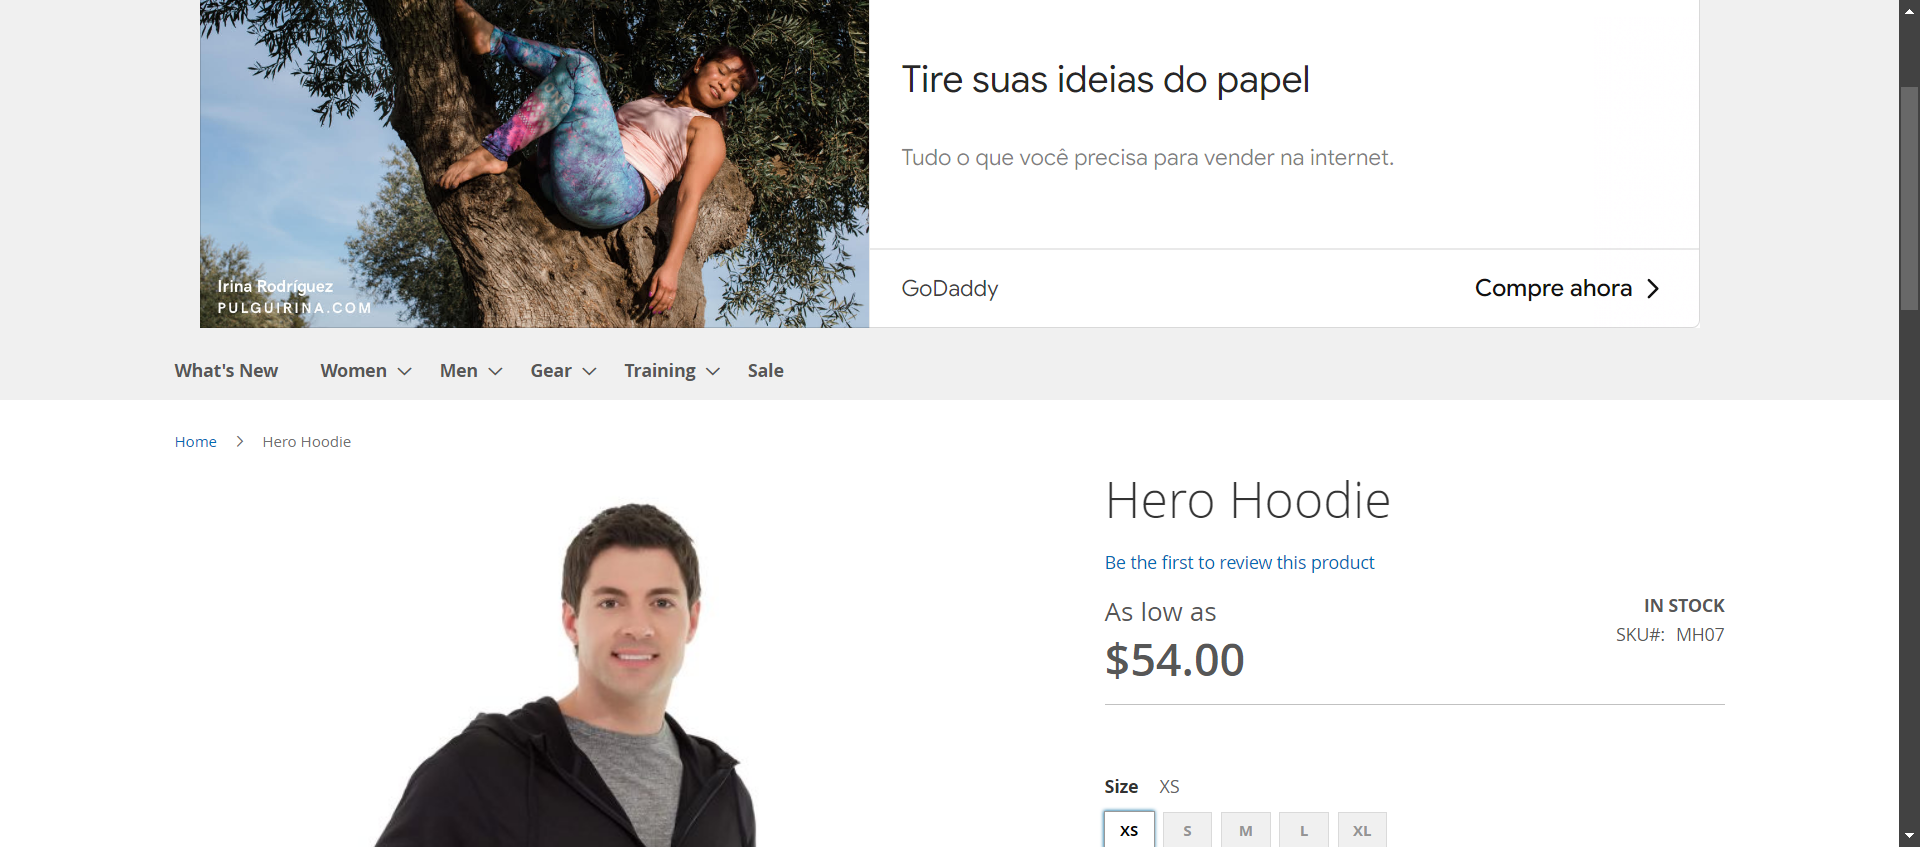 Tire suas ideias do papel
Tudo o que você precisa para vender na internet.
Irina Rodríguez
PULGUIRINA.COM
GoDaddy
Compre ahora
What's New Women Men Gear Training Sale
Home Hero Hoodie
Hero Hoodie
Be the first to review this product
As low as
$54.00
IN STOCK
SKU#: MH07
Size XS
XS S M L XL